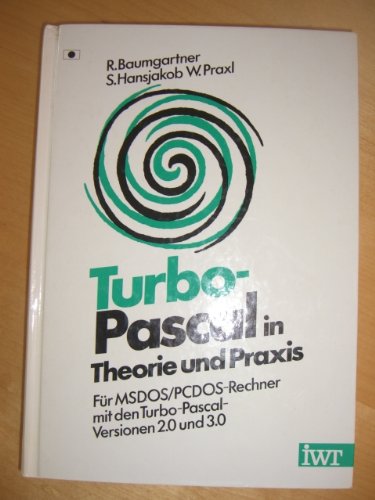 R.Baumgartner
S.Hansjakob W.Praxl
Turbo-
Pascal in
Theorie und Praxis
Für MSDOS/PCDOS-Rechner
mit den Turbo-Pascal-
Versionen 2.0 und 3.0
iwt